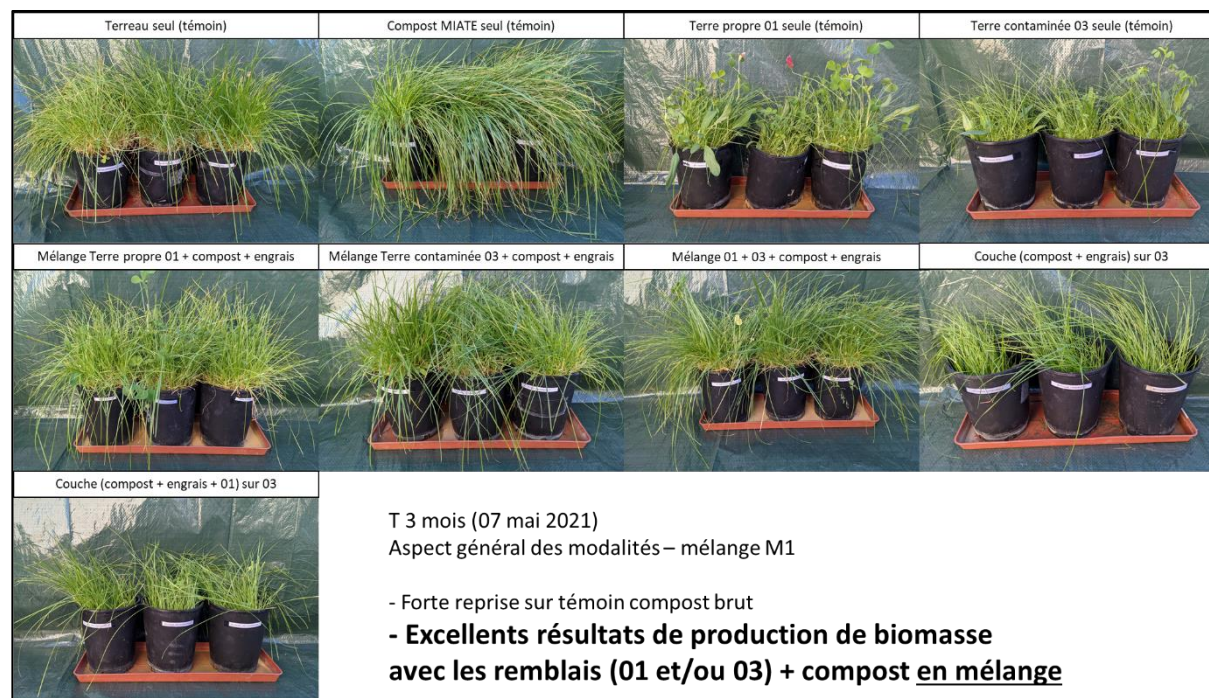 Terreau seul (témoin)
Compost MIATE seul (témoin)
Terre propre 01 seule (témoin)
Terre contaminée 03 seule (témoin)
Mélange Terre propre 01 + compost + engrais
Mélange Terre contaminée 03 + compost + engrais
Mélange 01 + 03 + compost + engrais
Couche (compost + engrais) sur 03
Couche (compost + engrais + 01) sur 03
T 3 mois (07 mai 2021)
Aspect général des modalités – mélange M1
- Forte reprise sur témoin compost brut
- Excellents résultats de production de biomasse
avec les remblais (01 et/ou 03) + compost en mélange